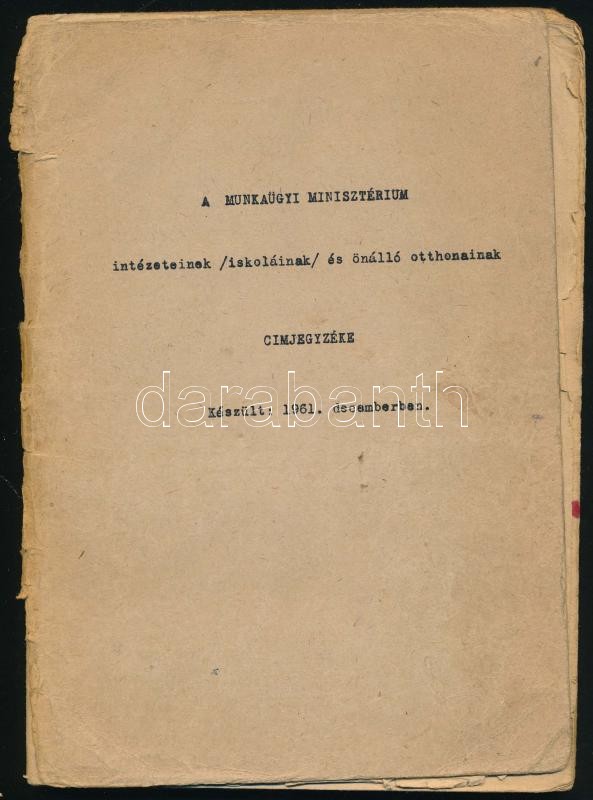 A MUNKAÜGYI MINISZTÉRIUM
intézeteinek /iskoláinak/ és önálló otthonainak
CIMJEGYZÉKE
darabanth
Készült: 1961. decemberben.